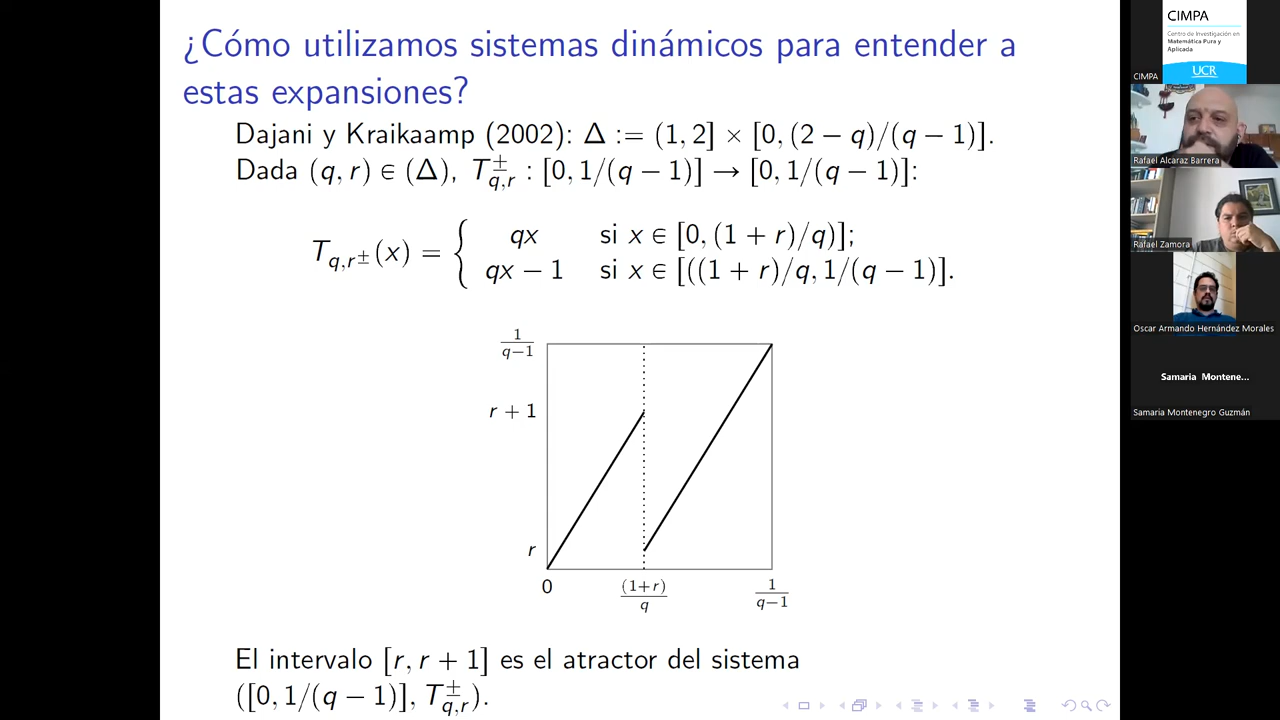 ¿Cómo utilizamos sistemas dinámicos para entender a
estas expansiones?
Dajani y Kraikaamp (2002): Δ := (1, 2] × [0, (2 − q)/(q − 1)].
Dada (q, r) ∈ (Δ), T^±_{q,r} : [0, 1/(q − 1)] → [0, 1/(q − 1)]:
T_{q,r^±}(x) = { qx si x ∈ [0, (1 + r)/q)];
qx − 1 si x ∈ [((1 + r)/q, 1/(q − 1)].
1/(q−1)
r + 1
r
0
(1+r)/q
1/(q−1)
El intervalo [r, r + 1] es el atractor del sistema
([0, 1/(q − 1)], T^±_{q,r}).
CIMPA
Centro de Investigación en
Matemática Pura y
Aplicada
UCR
CIMPA
Rafael Alcaraz Barrera
Rafael Zamora
Oscar Armando Hernández Morales
Samaria Montene...
Samaria Montenegro Guzmán